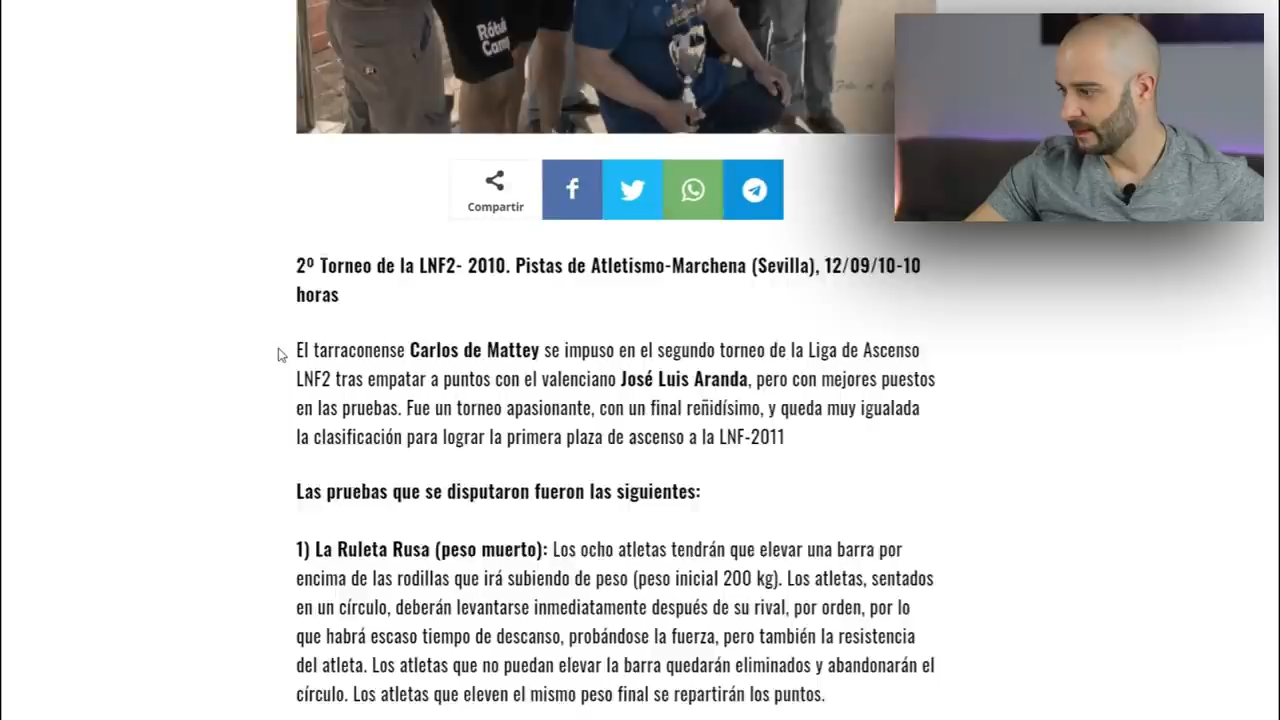 Rótul
Camp
Compartir
2º Torneo de la LNF2- 2010. Pistas de Atletismo-Marchena (Sevilla), 12/09/10-10
horas
El tarraconense Carlos de Mattey se impuso en el segundo torneo de la Liga de Ascenso
LNF2 tras empatar a puntos con el valenciano José Luis Aranda, pero con mejores puestos
en las pruebas. Fue un torneo apasionante, con un final reñidísimo, y queda muy igualada
la clasificación para lograr la primera plaza de ascenso a la LNF-2011
Las pruebas que se disputaron fueron las siguientes:
1) La Ruleta Rusa (peso muerto): Los ocho atletas tendrán que elevar una barra por
encima de las rodillas que irá subiendo de peso (peso inicial 200 kg). Los atletas, sentados
en un círculo, deberán levantarse inmediatamente después de su rival, por orden, por lo
que habrá escaso tiempo de descanso, probándose la fuerza, pero también la resistencia
del atleta. Los atletas que no puedan elevar la barra quedarán eliminados y abandonarán el
círculo. Los atletas que eleven el mismo peso final se repartirán los puntos.